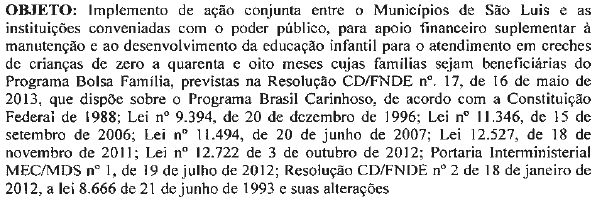 OBJETO: Implemento de ação conjunta entre o Municípios de São Luis e as
instituições conveniadas com o poder público, para apoio financeiro suplementar à
manutenção e ao desenvolvimento da educação infantil para o atendimento em creches
de crianças de zero a quarenta e oito meses cujas famílias sejam beneficiárias do
Programa Bolsa Família, previstas na Resolução CD/FNDE nº. 17, de 16 de maio de
2013, que dispõe sobre o Programa Brasil Carinhoso, de acordo com a Constituição
Federal de 1988; Lei nº 9.394, de 20 de dezembro de 1996; Lei nº 11.346, de 15 de
setembro de 2006; Lei nº 11.494, de 20 de junho de 2007; Lei 12.527, de 18 de
novembro de 2011; Lei nº 12.722 de 3 de outubro de 2012; Portaria Interministerial
MEC/MDS nº 1, de 19 de julho de 2012; Resolução CD/FNDE nº 2 de 18 de janeiro de
2012, a lei 8.666 de 21 de junho de 1993 e suas alterações